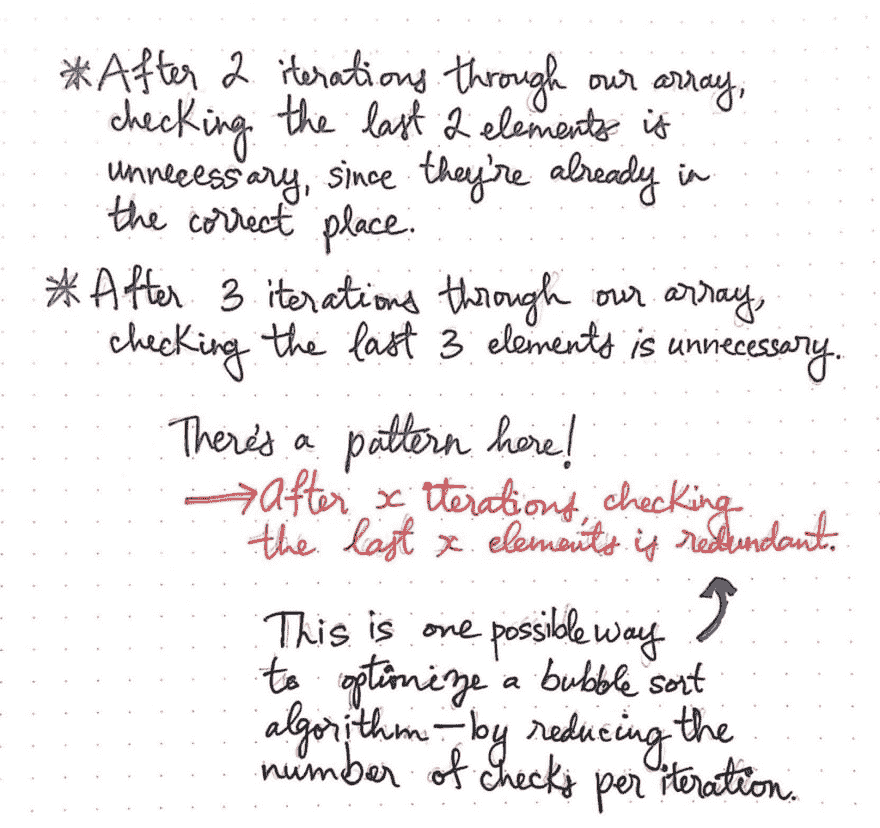 *After 2 iterations through our array,
checking the last 2 elements is
unnecessary, since they're already in
the correct place.
*After 3 iterations through our array,
checking the last 3 elements is unnecessary.
There's a pattern here!
→After x iterations, checking
the last x elements is redundant.
This is one possible way
to optimize a bubble sort
algorithm—by reducing the
number of checks per iteration.